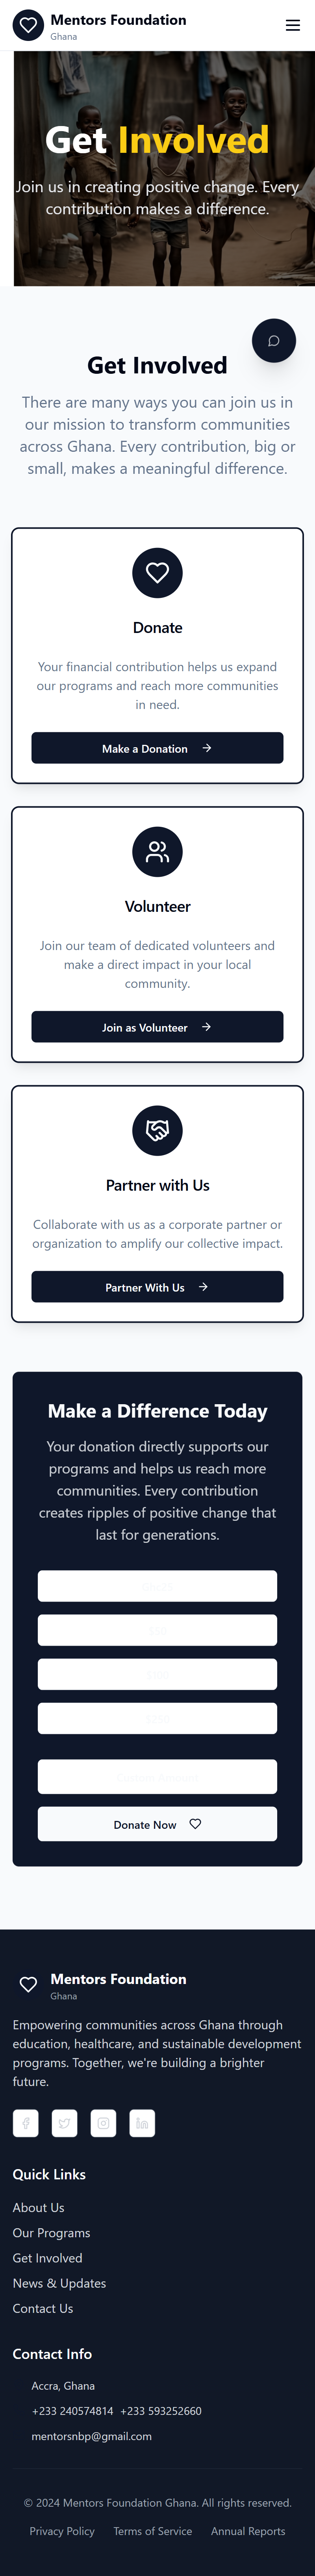 Mentors Foundation
Ghana
Get Involved
Join us in creating positive change. Every
contribution makes a difference.
Get Involved
There are many ways you can join us in
our mission to transform communities
across Ghana. Every contribution, big or
small, makes a meaningful difference.
Donate
Your financial contribution helps us expand
our programs and reach more communities
in need.
Make a Donation
Volunteer
Join our team of dedicated volunteers and
make a direct impact in your local
community.
Join as Volunteer
Partner with Us
Collaborate with us as a corporate partner or
organization to amplify our collective impact.
Partner With Us
Make a Difference Today
Your donation directly supports our
programs and helps us reach more
communities. Every contribution
creates ripples of positive change that
last for generations.
Donate Now
Mentors Foundation
Ghana
Empowering communities across Ghana through
education, healthcare, and sustainable development
programs. Together, we're building a brighter
future.
Quick Links
About Us
Our Programs
Get Involved
News & Updates
Contact Us
Contact Info
Accra, Ghana
+233 240574814 +233 593252660
mentorsnbp@gmail.com
© 2024 Mentors Foundation Ghana. All rights reserved.
Privacy Policy Terms of Service Annual Reports